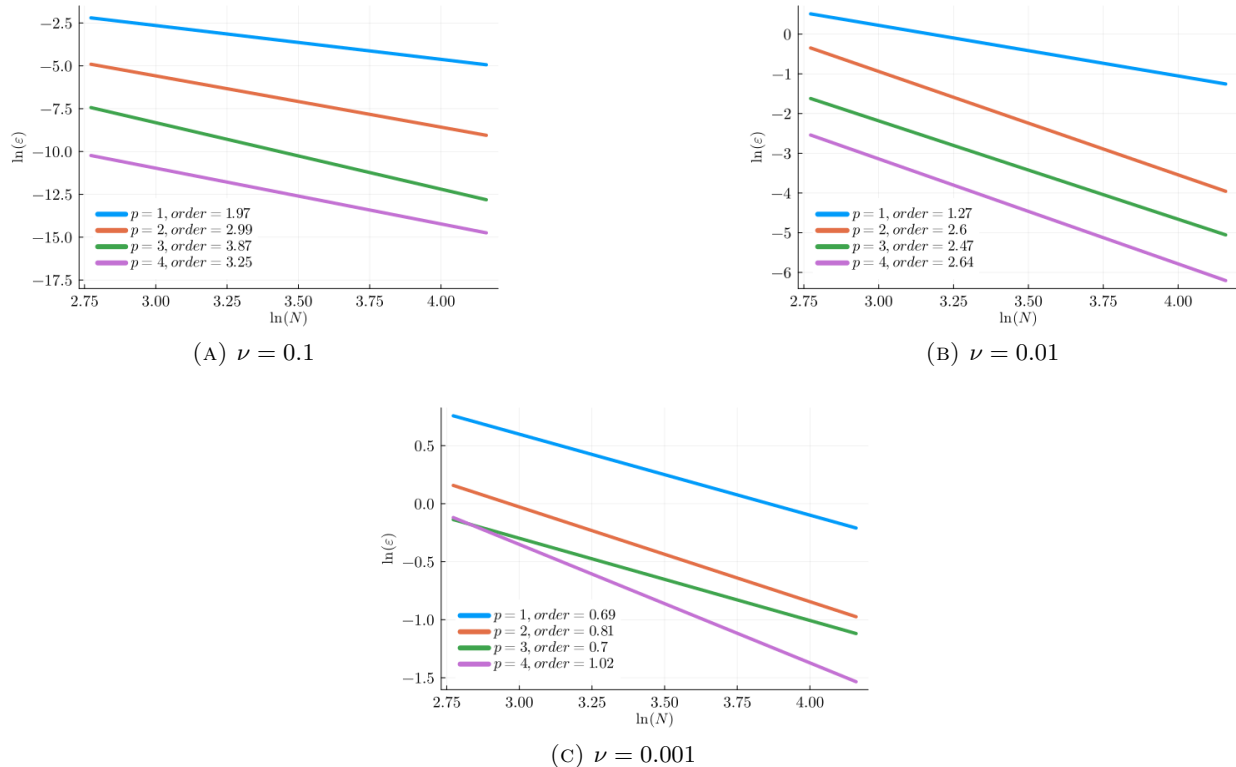 −2.5
−5.0
−7.5
−10.0
−12.5
−15.0
−17.5
ln(ε)
p = 1, order = 1.97
p = 2, order = 2.99
p = 3, order = 3.87
p = 4, order = 3.25
2.75 3.00 3.25 3.50 3.75 4.00
ln(N)
(A) ν = 0.1
0
−1
−2
−3
−4
−5
−6
ln(ε)
p = 1, order = 1.27
p = 2, order = 2.6
p = 3, order = 2.47
p = 4, order = 2.64
2.75 3.00 3.25 3.50 3.75 4.00
ln(N)
(B) ν = 0.01
0.5
0.0
−0.5
−1.0
−1.5
ln(ε)
p = 1, order = 0.69
p = 2, order = 0.81
p = 3, order = 0.7
p = 4, order = 1.02
2.75 3.00 3.25 3.50 3.75 4.00
ln(N)
(C) ν = 0.001